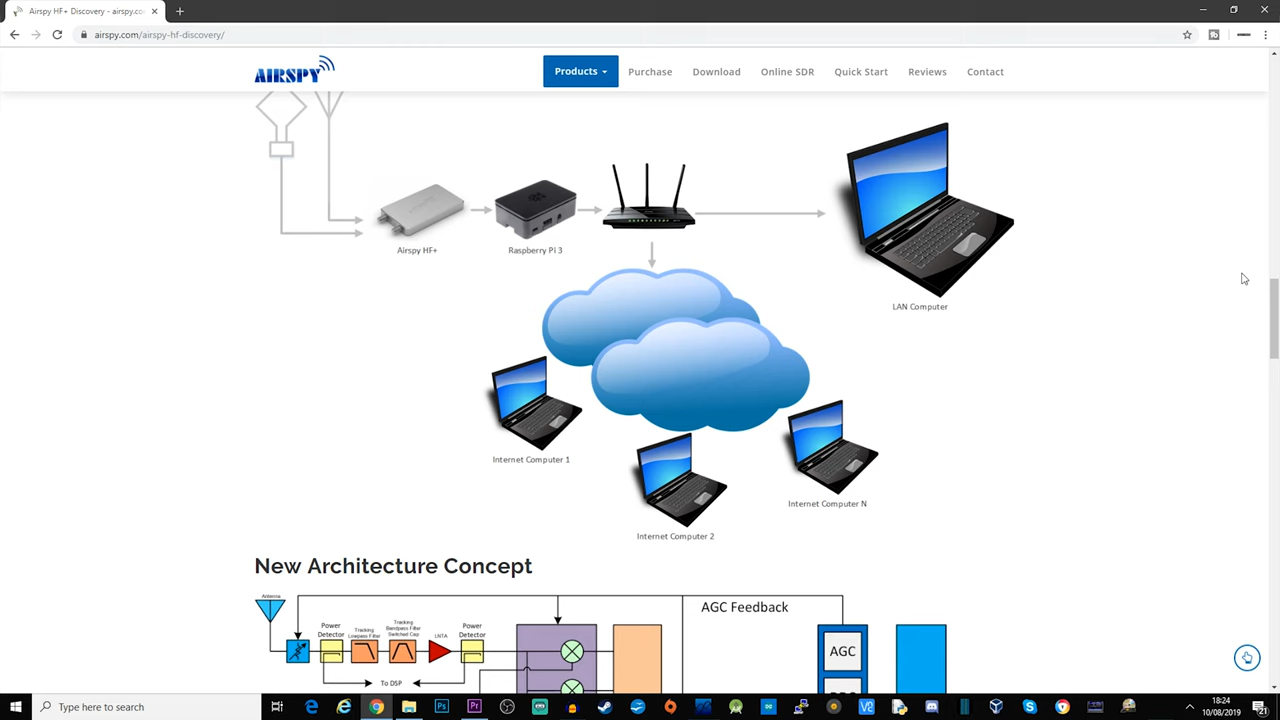 Airspy HF+ Discovery - airspy.co
airspy.com/airspy-hf-discovery/
AIRSPY
Products
Purchase
Download
Online SDR
Quick Start
Reviews
Contact
Airspy HF+
Raspberry Pi 3
LAN Computer
Internet Computer 1
Internet Computer N
Internet Computer 2
New Architecture Concept
Antenna
AGC Feedback
Power
Detector
Tracking
Lowpass Filter
Tracking
Bandpass Filter
Switched Cap
LNTA
Power
Detector
AGC
To DSP
Type here to search
18:24
10/08/2019
21